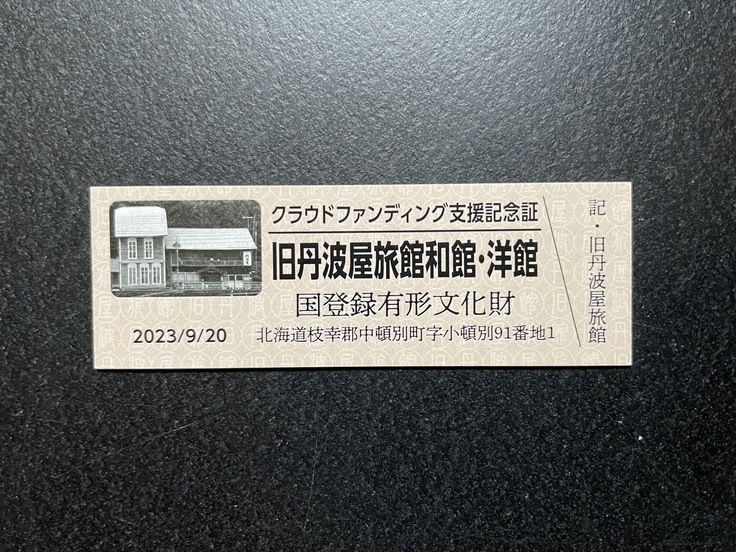 クラウドファンディング支援記念証
旧丹波屋旅館和館・洋館
国登録有形文化財
2023/9/20
北海道枝幸郡中頓別町字小頓別91番地1
記・旧丹波屋旅館